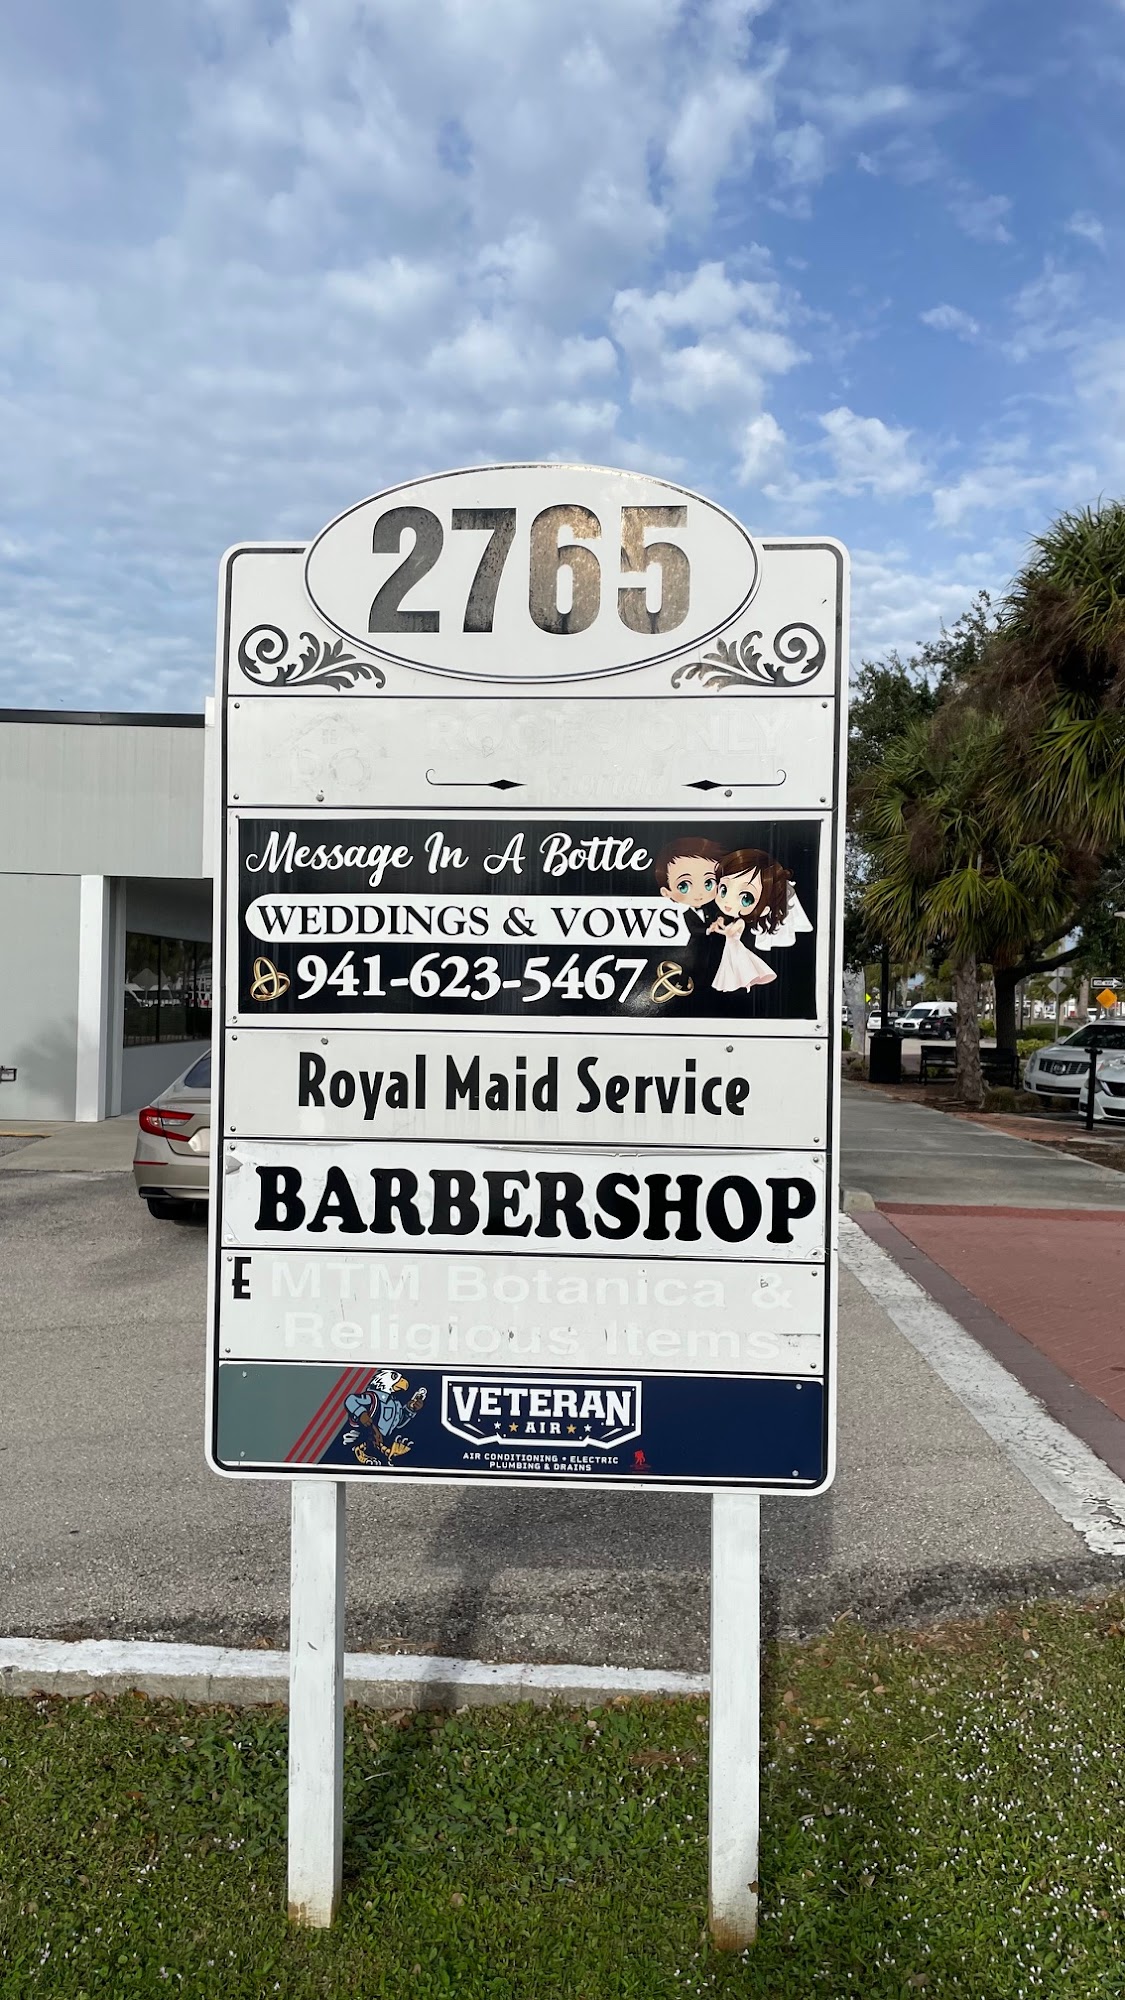 2765
ROOFS ONLY
Florida
Message In A Bottle
WEDDINGS & VOWS
941-623-5467
Royal Maid Service
BARBERSHOP
E MTM Botanica &
Religious Items
VETERAN
AIR
AIR CONDITIONING • ELECTRIC
PLUMBING & DRAINS